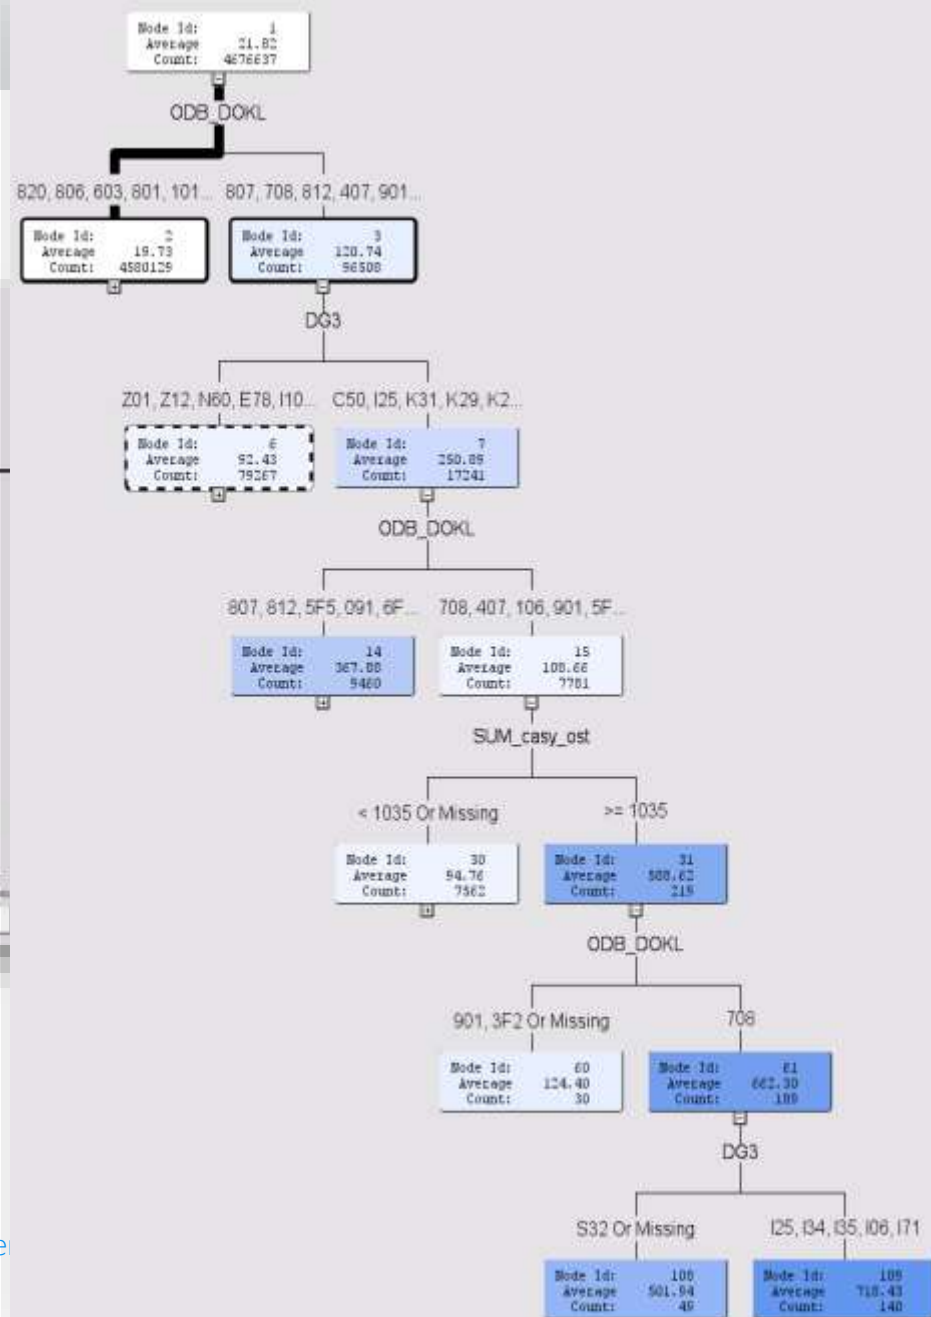 Node Id: 1
Average 21.82
Count: 4676637
ODB_DOKL
820, 806, 603, 801, 101... 807, 708, 812, 407, 901...
Node Id: 2
Average 19.73
Count: 4580129
Node Id: 3
Average 120.74
Count: 96508
DG3
Z01, Z12, N60, E78, I10... C50, I25, K31, K29, K2...
Node Id: 6
Average 92.43
Count: 79267
Node Id: 7
Average 250.89
Count: 17241
ODB_DOKL
807, 812, 5F5, 091, 6F... 708, 407, 106, 901, 5F...
Node Id: 14
Average 367.88
Count: 9460
Node Id: 15
Average 108.66
Count: 7781
SUM_casy_ost
< 1035 Or Missing >= 1035
Node Id: 30
Average 94.76
Count: 7562
Node Id: 31
Average 588.62
Count: 219
ODB_DOKL
901, 3F2 Or Missing 708
Node Id: 60
Average 124.40
Count: 30
Node Id: 61
Average 662.30
Count: 189
DG3
S32 Or Missing I25, I34, I35, I06, I71
Node Id: 108
Average 501.94
Count: 49
Node Id: 109
Average 718.43
Count: 140